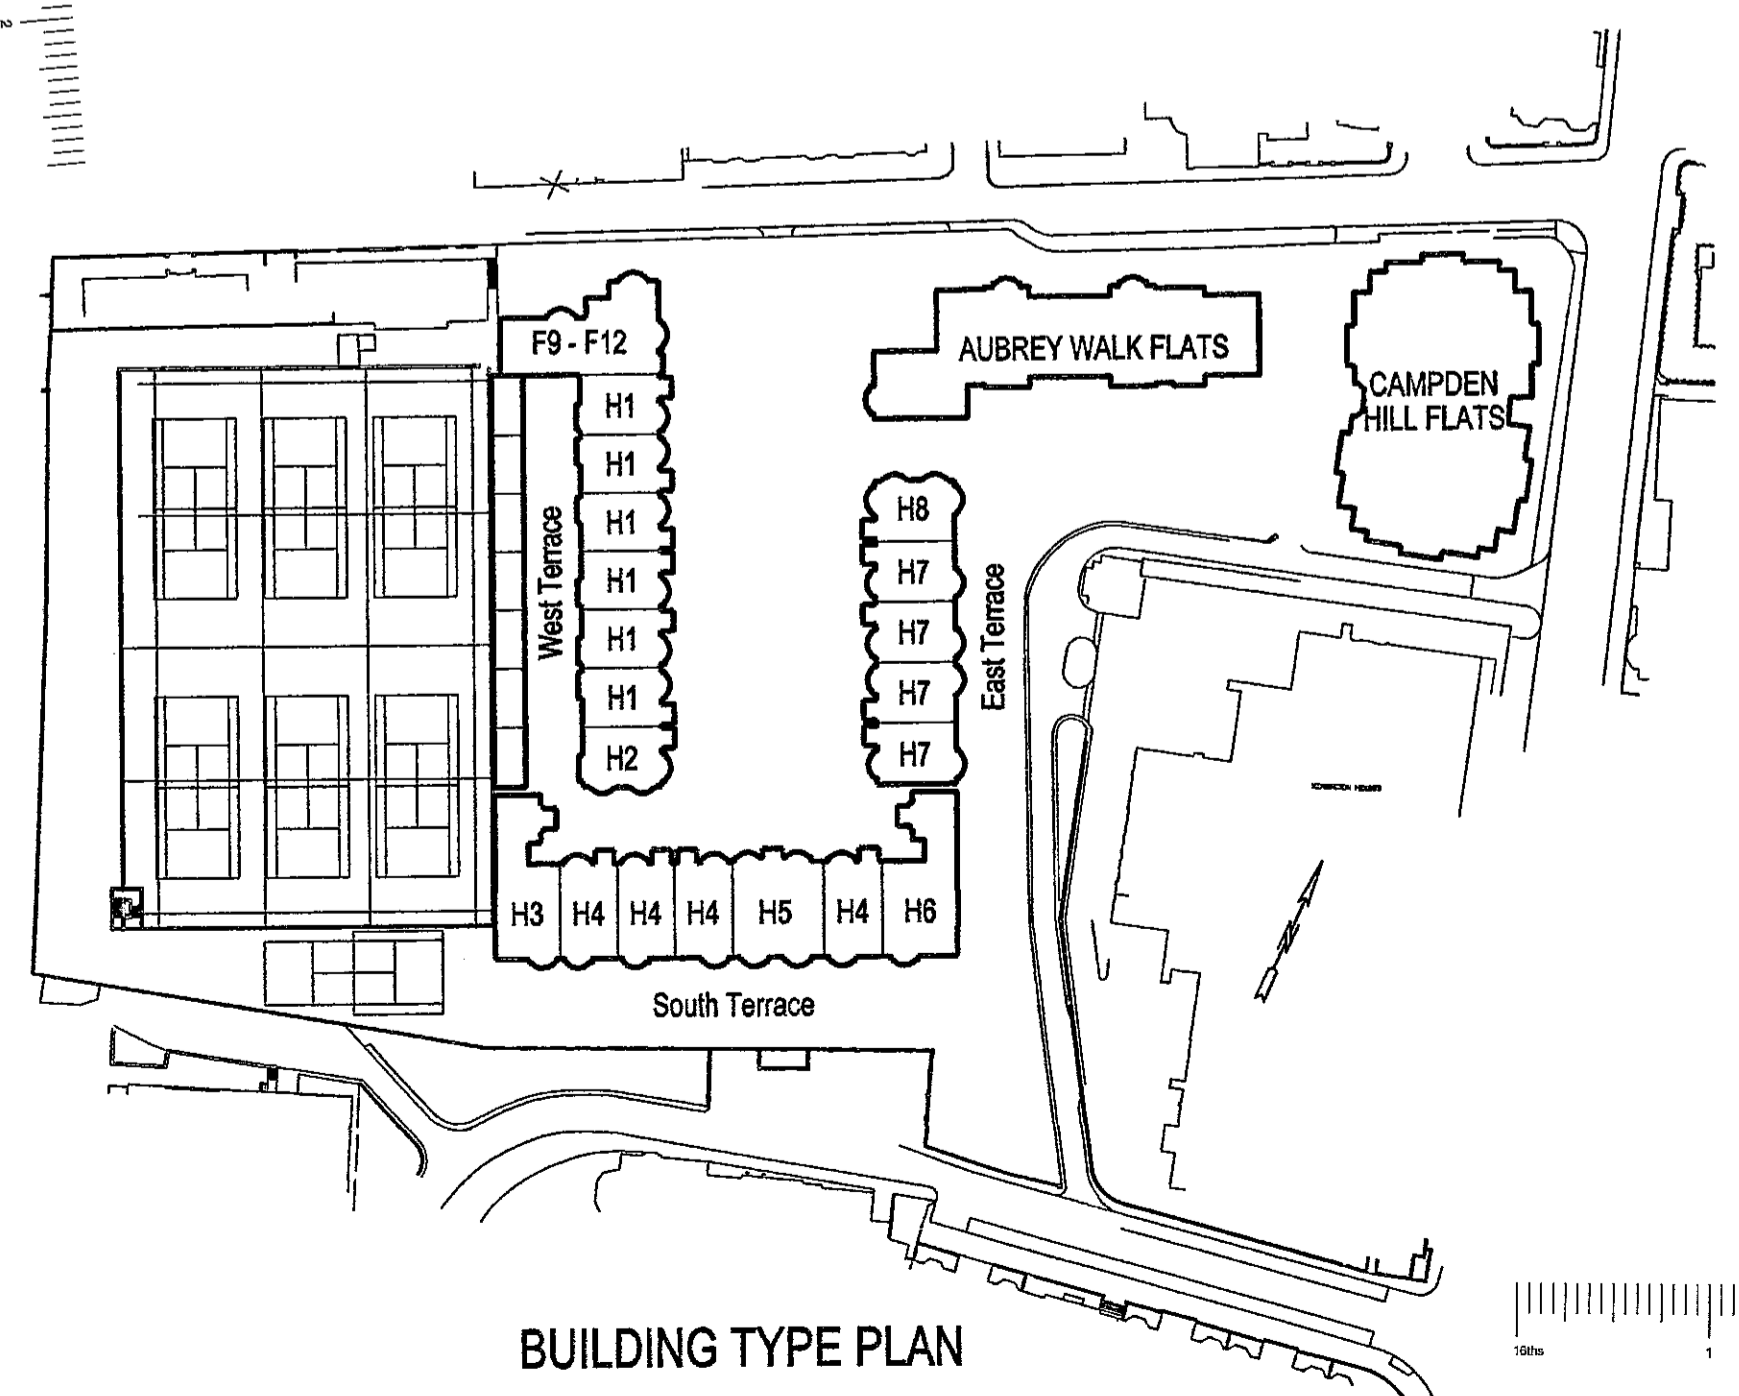 2
F9 - F12
AUBREY WALK FLATS
CAMPDEN
HILL FLATS
H1
H1
H1
H1
H1
H1
H2
West Terrace
H8
H7
H7
H7
H7
East Terrace
KENSINGTON HEIGHTS
N
H3 H4 H4 H4 H5 H4 H6
South Terrace
BUILDING TYPE PLAN
16ths 1